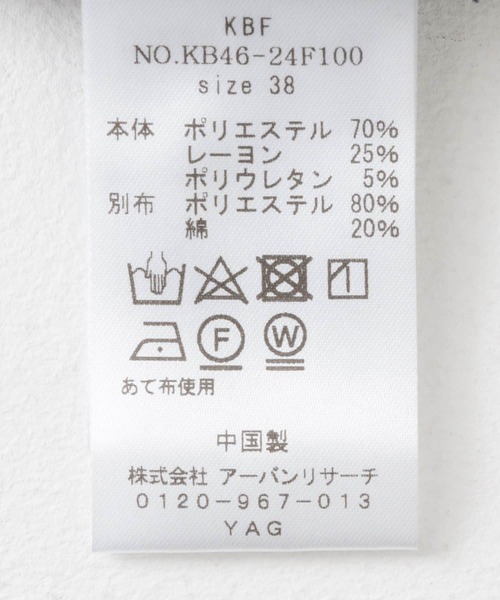 KBF
NO.KB46-24F100
size 38
本体 ポリエステル 70%
レーヨン 25%
ポリウレタン 5%
別布 ポリエステル 80%
綿 20%
F W
あて布使用
中国製
株式会社 アーバンリサーチ
0120-967-013
YAG